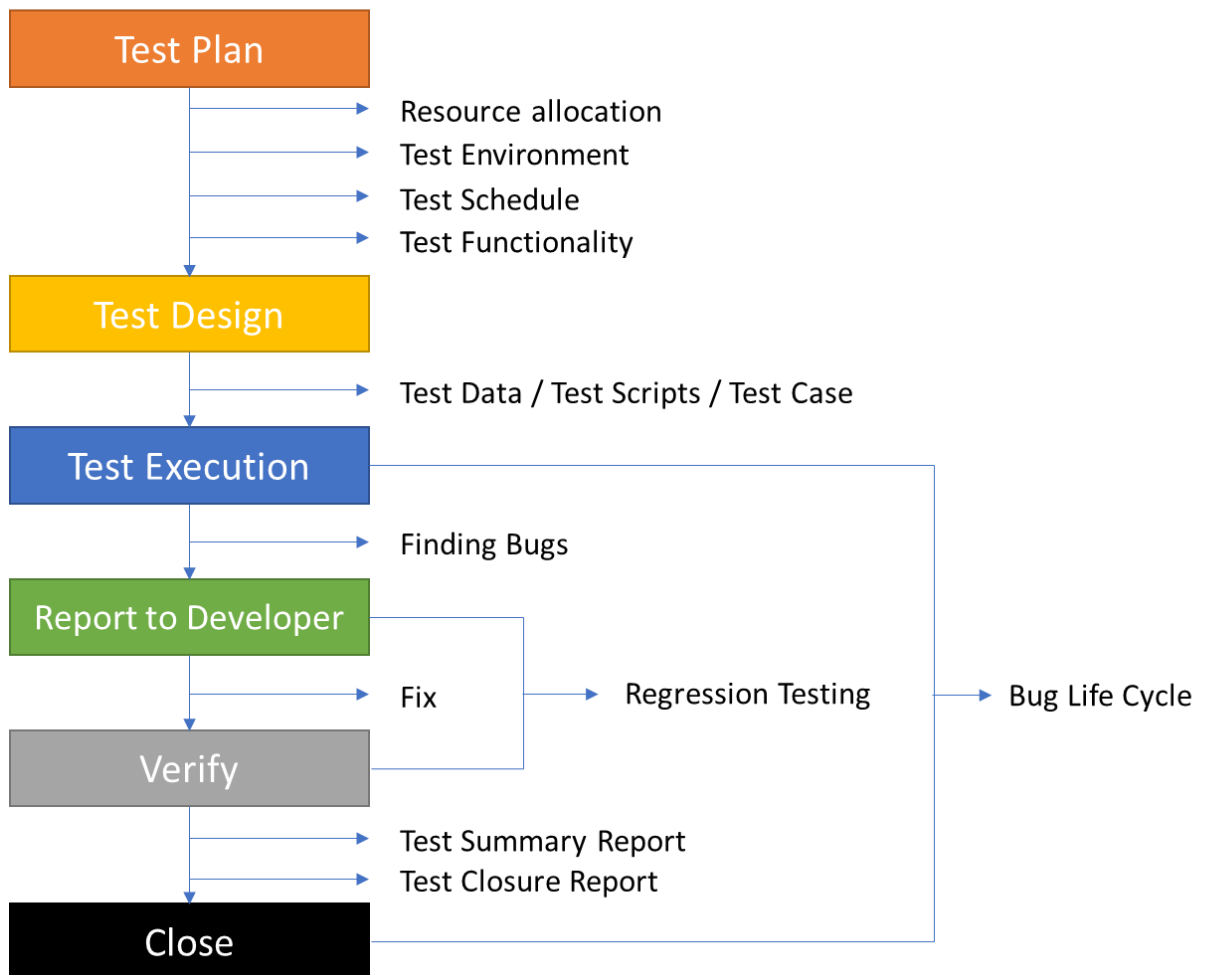 Test Plan
Resource allocation
Test Environment
Test Schedule
Test Functionality
Test Design
Test Data / Test Scripts / Test Case
Test Execution
Finding Bugs
Report to Developer
Fix
Regression Testing
Bug Life Cycle
Verify
Test Summary Report
Test Closure Report
Close